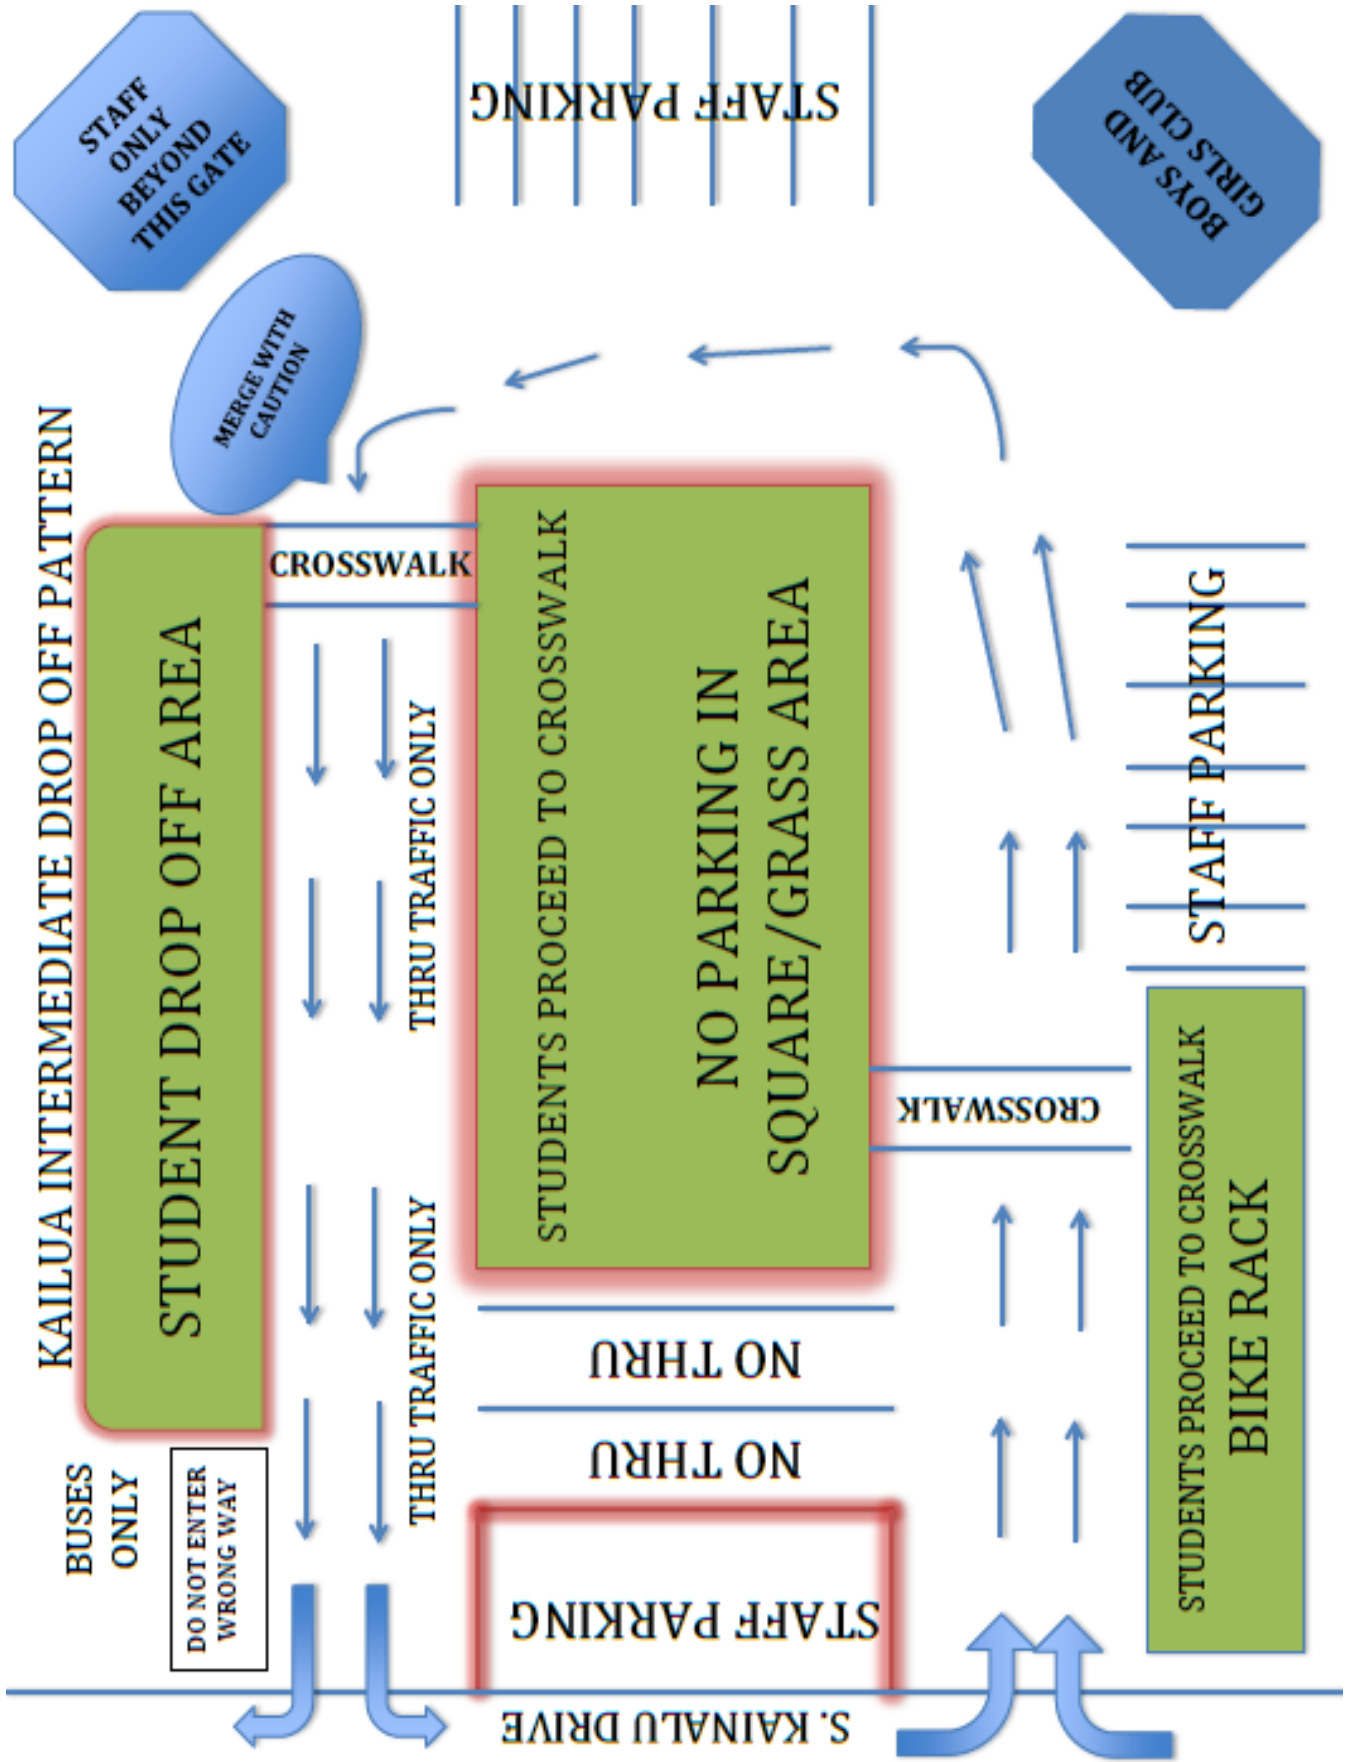 KAILUA INTERMEDIATE DROP OFF PATTERN
STAFF
ONLY
BEYOND
THIS GATE
STAFF PARKING
BOYS AND
GIRLS CLUB
MERGE WITH
CAUTION
STUDENT DROP OFF AREA
CROSSWALK
THRU TRAFFIC ONLY
THRU TRAFFIC ONLY
STUDENTS PROCEED TO CROSSWALK
NO PARKING IN
SQUARE/GRASS AREA
STAFF PARKING
CROSSWALK
STUDENTS PROCEED TO CROSSWALK
BIKE RACK
NO THRU
NO THRU
BUSES
ONLY
DO NOT ENTER
WRONG WAY
STAFF PARKING
S. KAINALU DRIVE